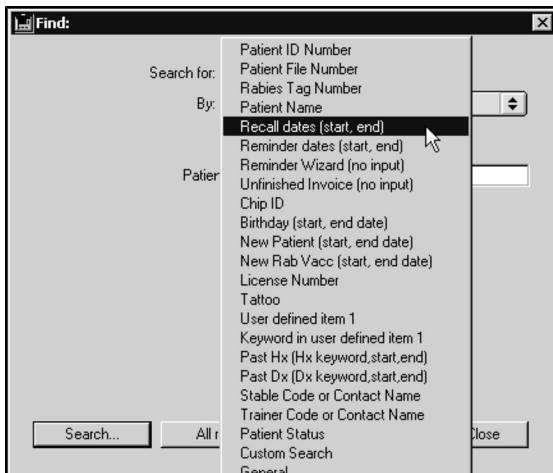 Find:
Search for:
By:
Patient ID Number
Patient File Number
Rabies Tag Number
Patient Name
Recall dates (start, end)
Reminder dates (start, end)
Reminder Wizard (no input)
Unfinished Invoice (no input)
Chip ID
Birthday (start, end date)
New Patient (start, end date)
New Rab Vacc (start, end date)
License Number
Tattoo
User defined item 1
Keyword in user defined item 1
Past Hx (Hx keyword,start,end)
Past Dx (Dx keyword,start,end)
Stable Code or Contact Name
Trainer Code or Contact Name
Patient Status
Custom Search
General
Search...
All